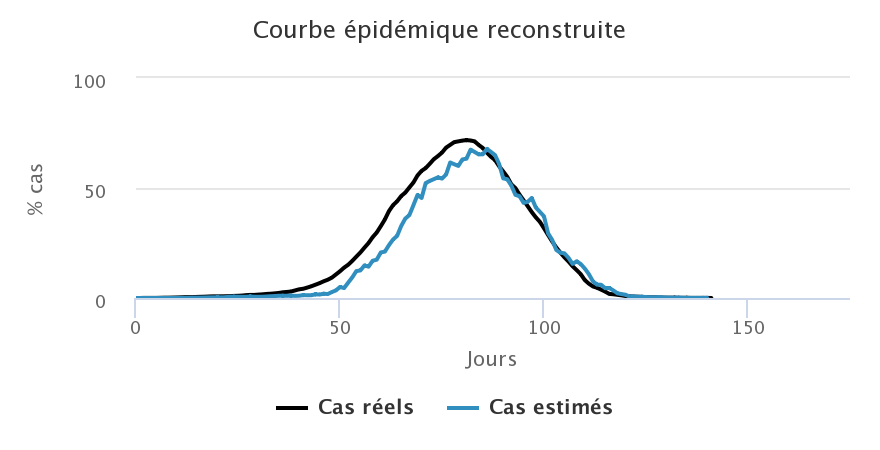 Courbe épidémique reconstruite
100
50
0
% cas
0 50 100 150
Jours
Cas réels Cas estimés